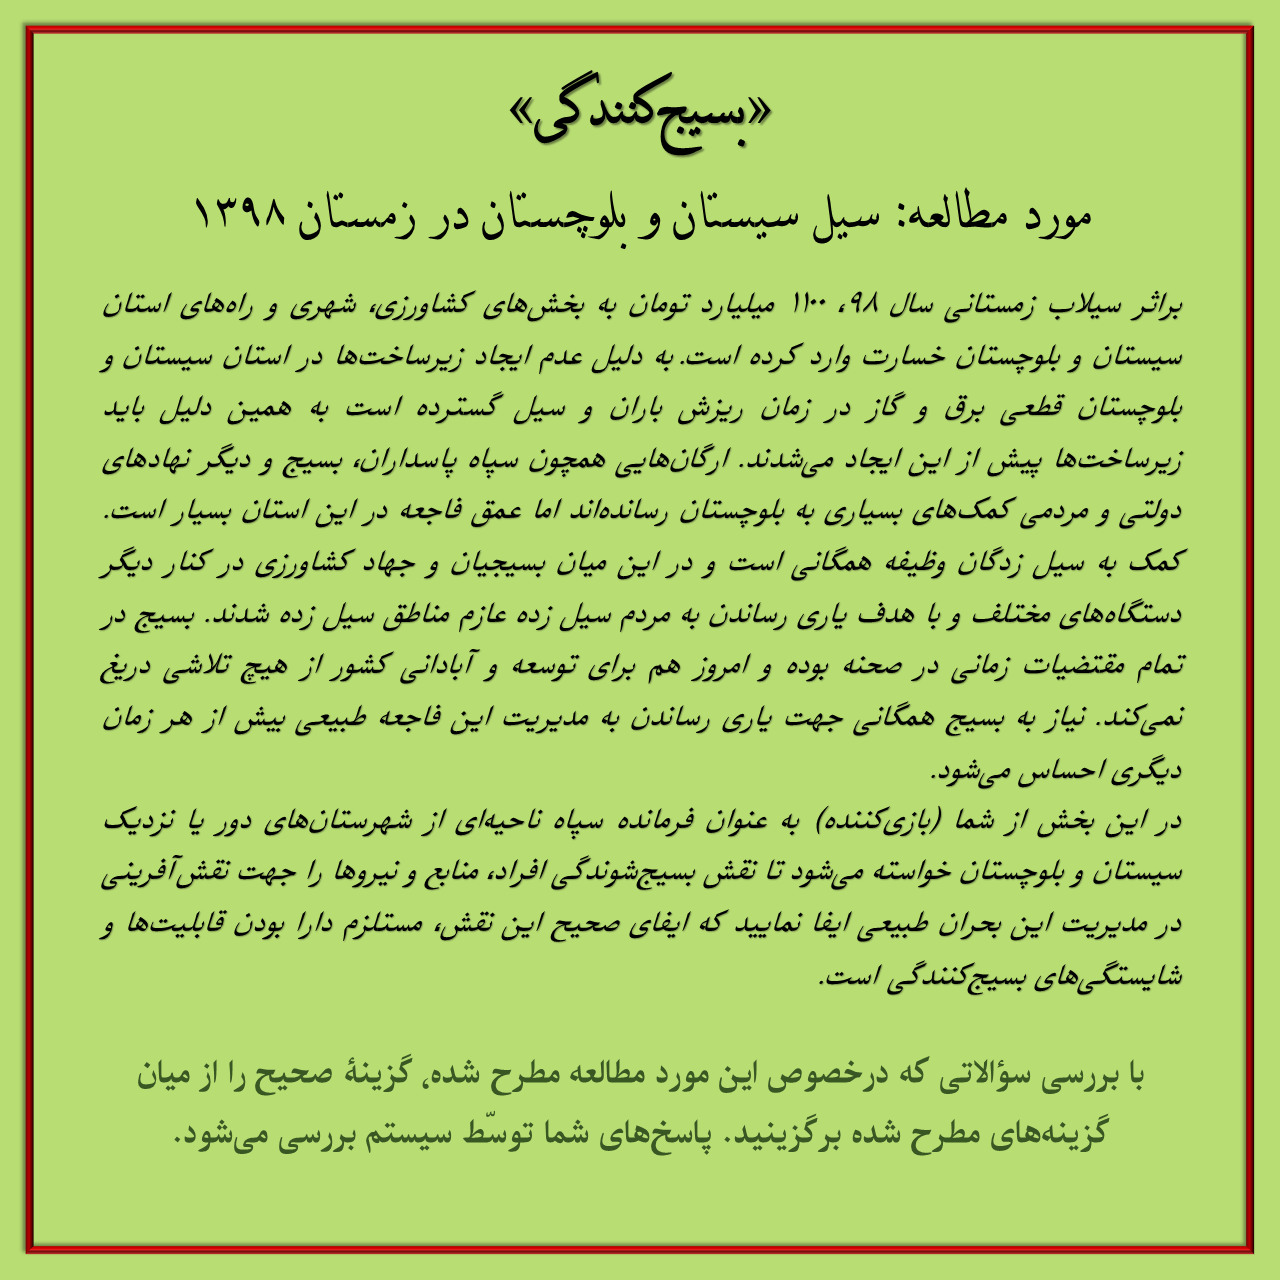 «بسیج‌کنندگی»
مورد مطالعه: سیل سیستان و بلوچستان در زمستان ۱۳۹۸
براثر سیلاب زمستانی سال ۹۸، ۱۱۰۰ میلیارد تومان به بخش‌های کشاورزی، شهری و راه‌های استان
سیستان و بلوچستان خسارت وارد کرده است. به دلیل عدم ایجاد زیرساخت‌ها در استان سیستان و
بلوچستان قطعی برق و گاز در زمان ریزش باران و سیل گسترده است به همین دلیل باید
زیرساخت‌ها پیش از این ایجاد می‌شدند. ارگان‌هایی همچون سپاه پاسداران، بسیج و دیگر نهادهای
دولتی و مردمی کمک‌های بسیاری به بلوچستان رسانده‌اند اما عمق فاجعه در این استان بسیار است.
کمک به سیل زدگان وظیفه همگانی است و در این میان بسیجیان و جهاد کشاورزی در کنار دیگر
دستگاه‌های مختلف و با هدف یاری رساندن به مردم سیل زده عازم مناطق سیل زده شدند. بسیج در
تمام مقتضیات زمانی در صحنه بوده و امروز هم برای توسعه و آبادانی کشور از هیچ تلاشی دریغ
نمی‌کند. نیاز به بسیج همگانی جهت یاری رساندن به مدیریت این فاجعه طبیعی بیش از هر زمان
دیگری احساس می‌شود.
در این بخش از شما (بازی‌کننده) به عنوان فرمانده سپاه ناحیه‌ای از شهرستان‌های دور یا نزدیک
سیستان و بلوچستان خواسته می‌شود تا نقش بسیج‌شوندگی افراد، منابع و نیروها را جهت نقش‌آفرینی
در مدیریت این بحران طبیعی ایفا نمایید که ایفای صحیح این نقش، مستلزم دارا بودن قابلیت‌ها و
شایستگی‌های بسیج‌کنندگی است.
با بررسی سؤالاتی که درخصوص این مورد مطالعه مطرح شده، گزینهٔ صحیح را از میان
گزینه‌های مطرح شده برگزینید. پاسخ‌های شما توسّط سیستم بررسی می‌شود.